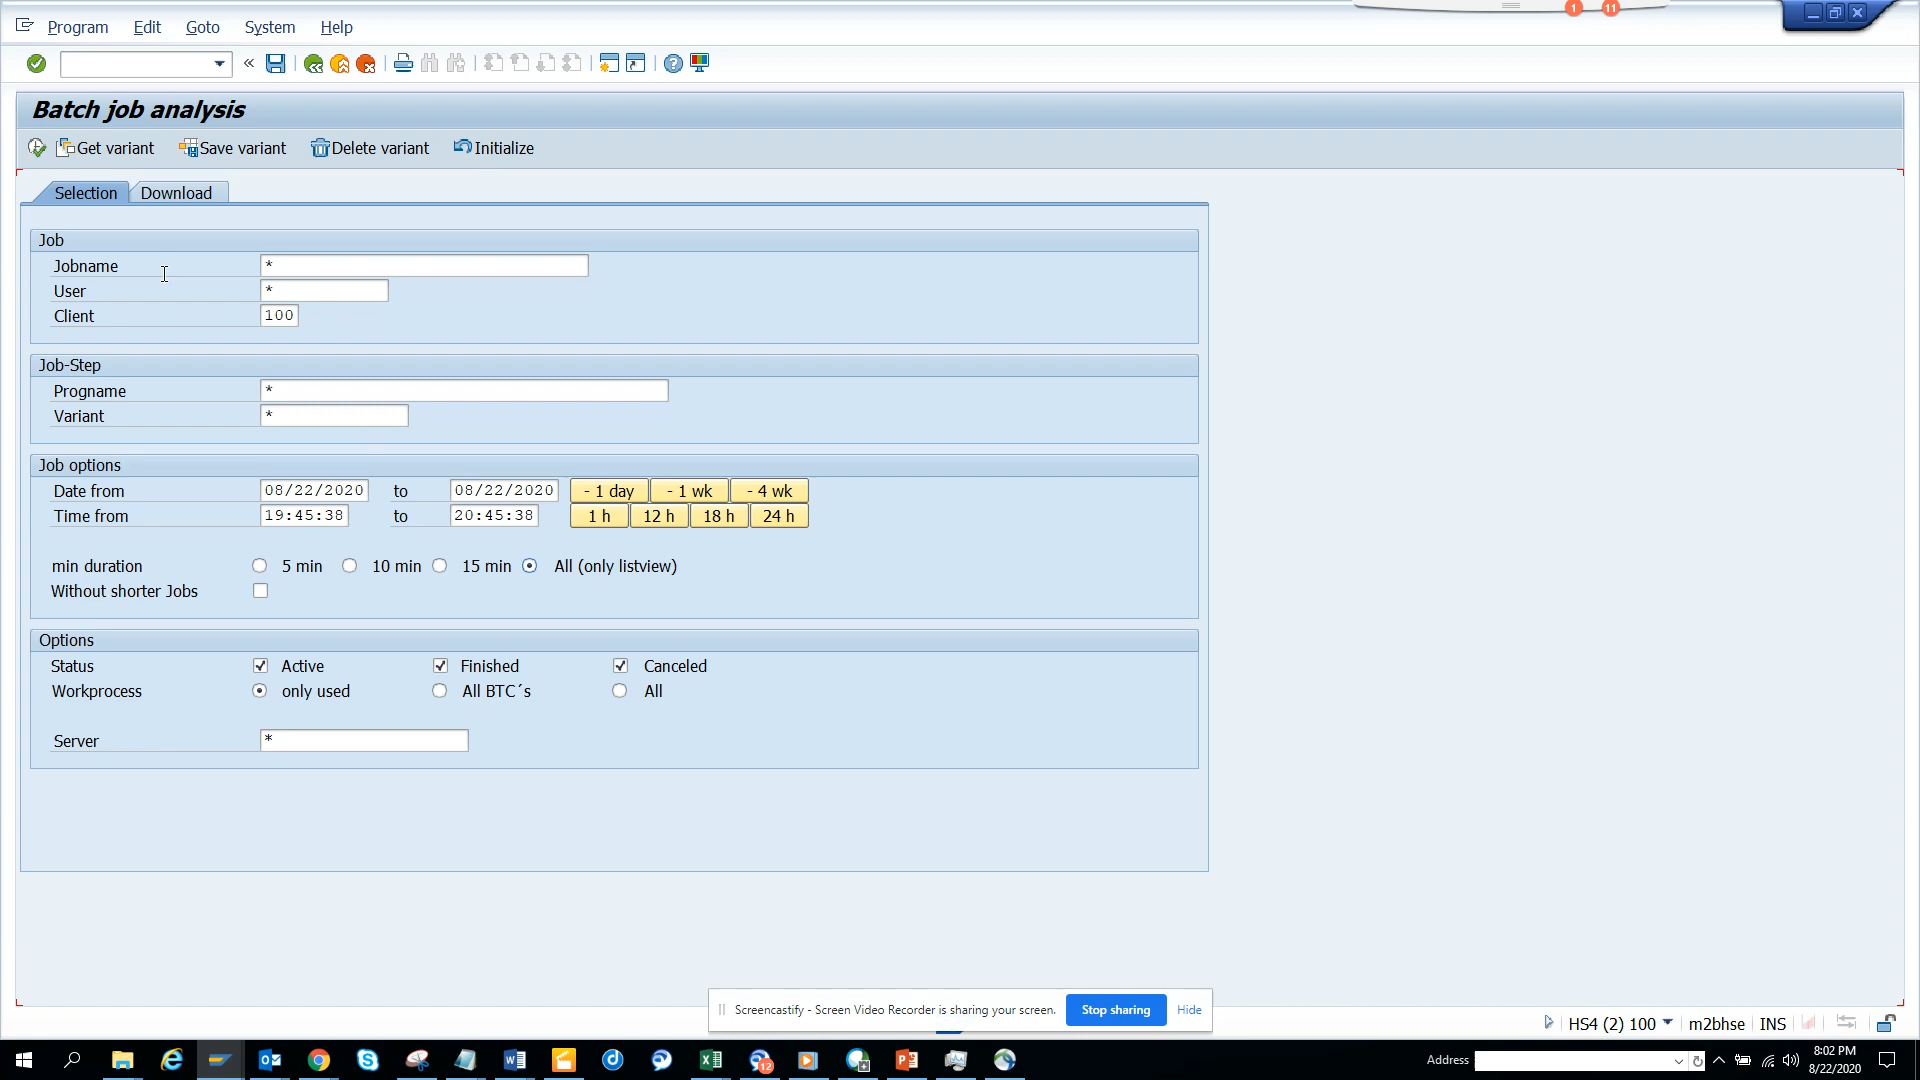 1 11
Program Edit Goto System Help
Batch job analysis
Get variant Save variant Delete variant Initialize
Selection Download
Job
Jobname *
User *
Client 100
Job-Step
Progname *
Variant *
Job options
Date from 08/22/2020 to 08/22/2020 - 1 day - 1 wk - 4 wk
Time from 19:45:38 to 20:45:38 1 h 12 h 18 h 24 h
min duration 5 min 10 min 15 min All (only listview)
Without shorter Jobs
Options
Status Active Finished Canceled
Workprocess only used All BTC´s All
Server *
Screencastify - Screen Video Recorder is sharing your screen. Stop sharing Hide
HS4 (2) 100 m2bhse INS
12 Address 8:02 PM
8/22/2020